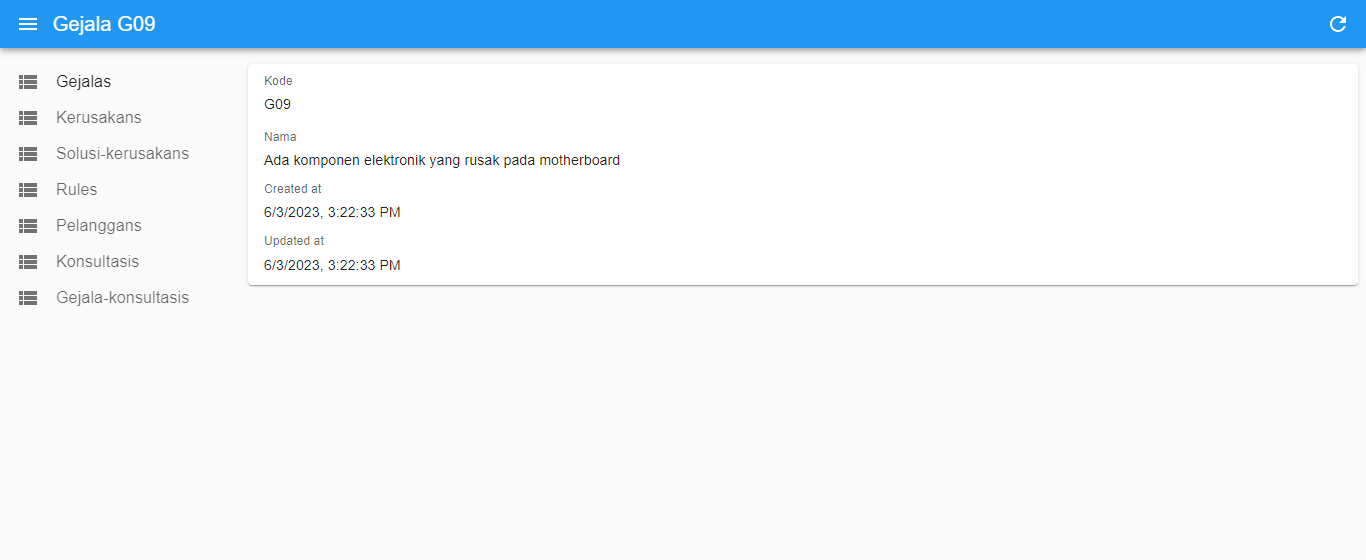 Gejala G09
Gejalas
Kerusakans
Solusi-kerusakans
Rules
Pelanggans
Konsultasis
Gejala-konsultasis
Kode
G09
Nama
Ada komponen elektronik yang rusak pada motherboard
Created at
6/3/2023, 3:22:33 PM
Updated at
6/3/2023, 3:22:33 PM